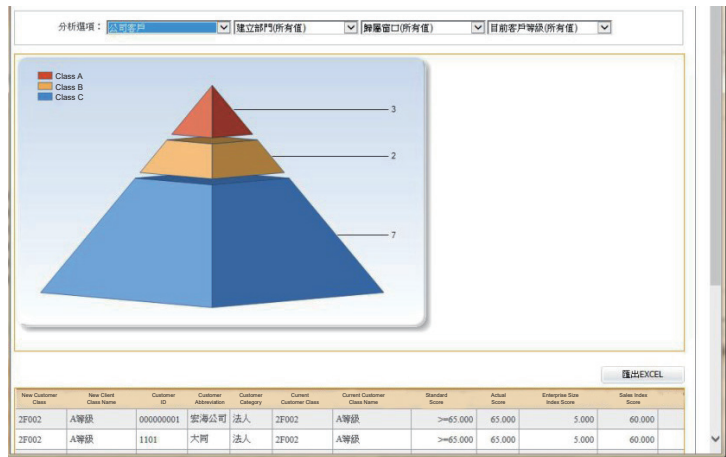 分析選項： 公司客戶 建立部門(所有值) 歸屬窗口(所有值) 目前客戶等級(所有值)
Class A
Class B
Class C
3
2
7
匯出EXCEL
New Customer Class New Client Class Name Customer ID Customer Abbreviation Customer Category Current Customer Class Current Customer Class Name Standard Score Actual Score Enterprise Size Index Score Sales Index Score
2F002 A等級 000000001 宏海公司 法人 2F002 A等級 >=65.000 65.000 5.000 60.000
2F002 A等級 1101 大同 法人 2F002 A等級 >=65.000 65.000 5.000 60.000